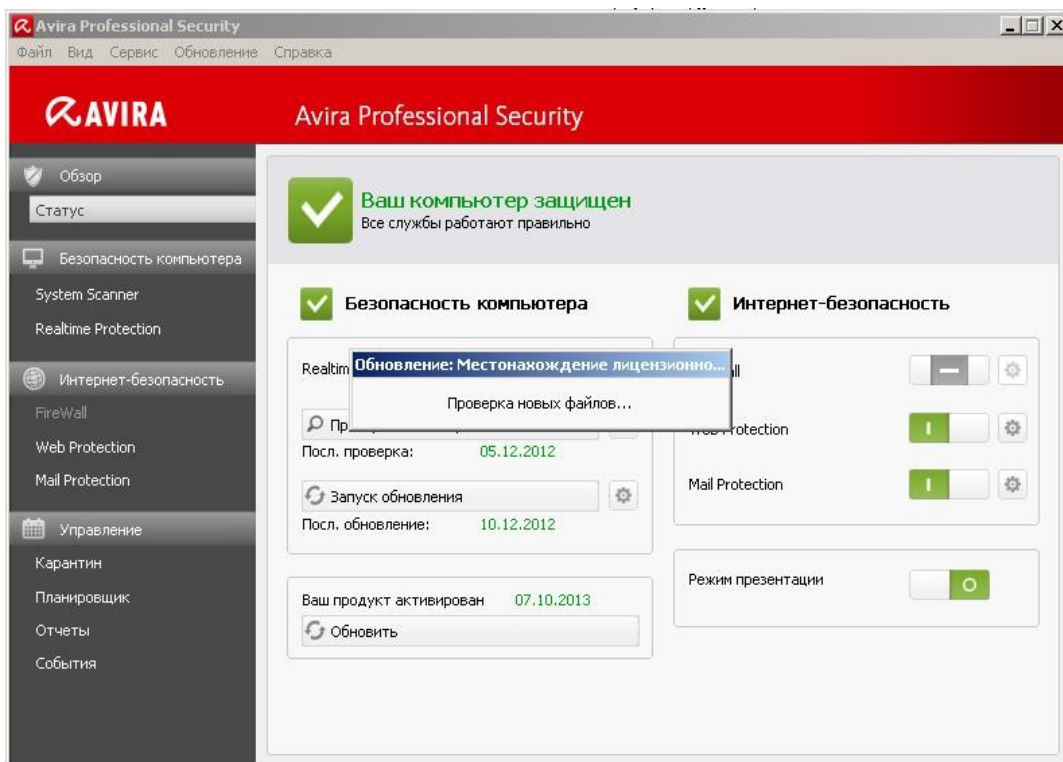 Avira Professional Security
Файл Вид Сервис Обновление Справка
AVIRA
Avira Professional Security
Обзор
Статус
Безопасность компьютера
System Scanner
Realtime Protection
Интернет-безопасность
FireWall
Web Protection
Mail Protection
Управление
Карантин
Планировщик
Отчеты
События
Ваш компьютер защищен
Все службы работают правильно
Безопасность компьютера
Обновление: Местонахождение лицензионно...
Проверка новых файлов...
Посл. проверка: 05.12.2012
Запуск обновления
Посл. обновление: 10.12.2012
Ваш продукт активирован 07.10.2013
Обновить
Интернет-безопасность
Protection
Mail Protection
Режим презентации